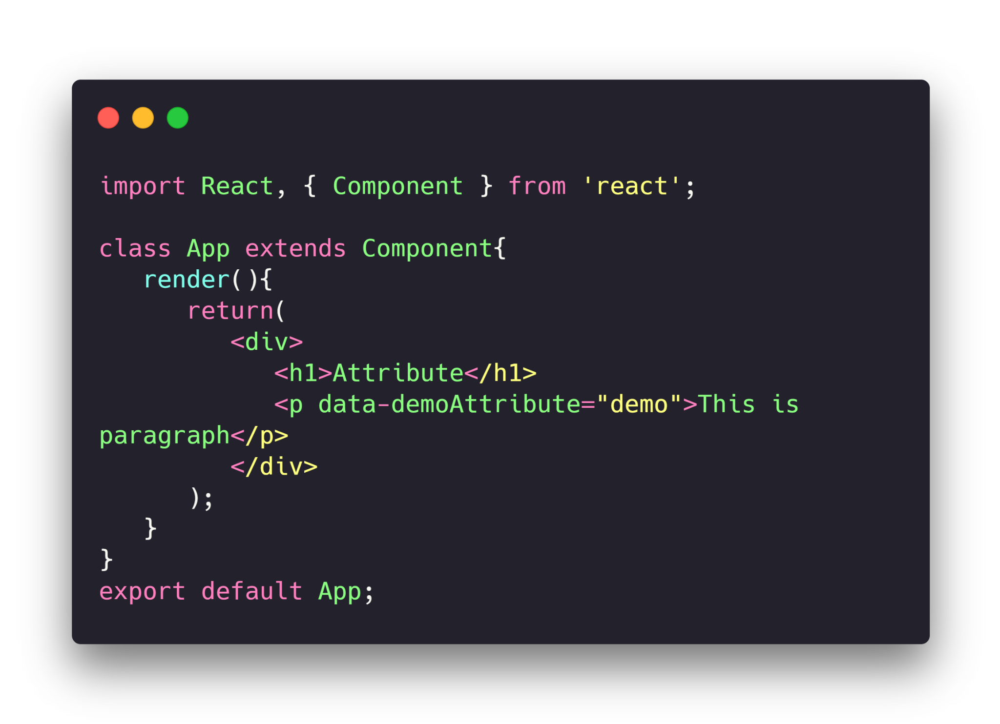 import React, { Component } from 'react';

class App extends Component{
   render(){
      return(
         <div>
            <h1>Attribute</h1>
            <p data-demoAttribute="demo">This is
paragraph</p>
         </div>
      );
   }
}
export default App;